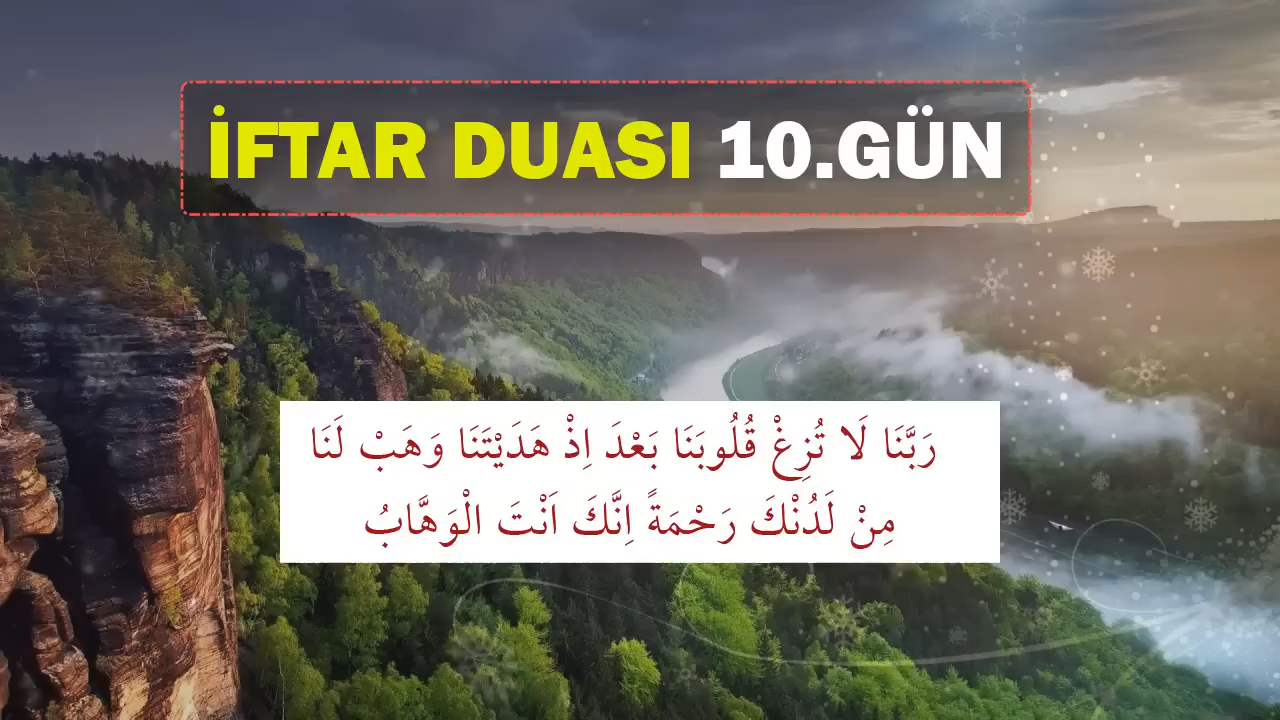 İFTAR DUASI 10.GÜN
رَبَّنَا لَا تُزِغْ قُلُوبَنَا بَعْدَ اِذْ هَدَيْتَنَا وَهَبْ لَنَا
مِنْ لَدُنْكَ رَحْمَةً اِنَّكَ اَنْتَ الْوَهَّابُ